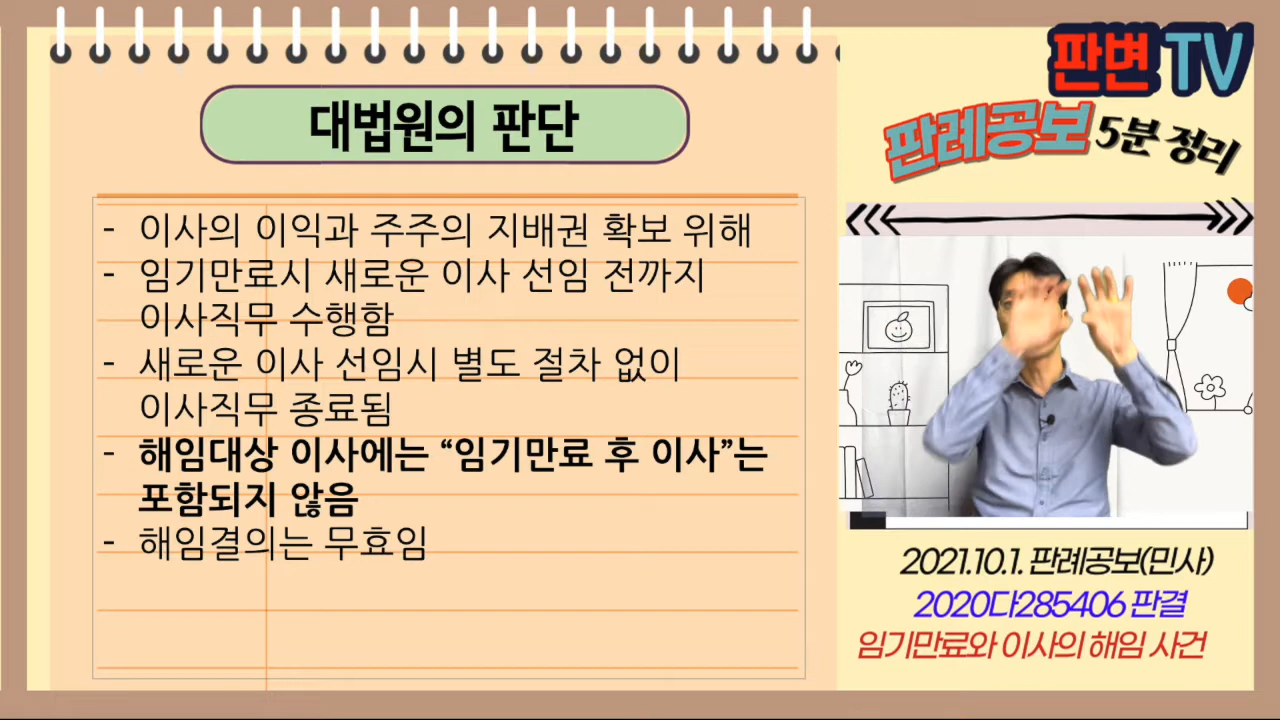 대법원의 판단
- 이사의 이익과 주주의 지배권 확보 위해
- 임기만료시 새로운 이사 선임 전까지
이사직무 수행함
- 새로운 이사 선임시 별도 절차 없이
이사직무 종료됨
- 해임대상 이사에는 “임기만료 후 이사”는
포함되지 않음
- 해임결의는 무효임
판변 TV
판례공보 5분 정리
2021.10.1. 판례공보(민사)
2020다285406 판결
임기만료와 이사의 해임 사건